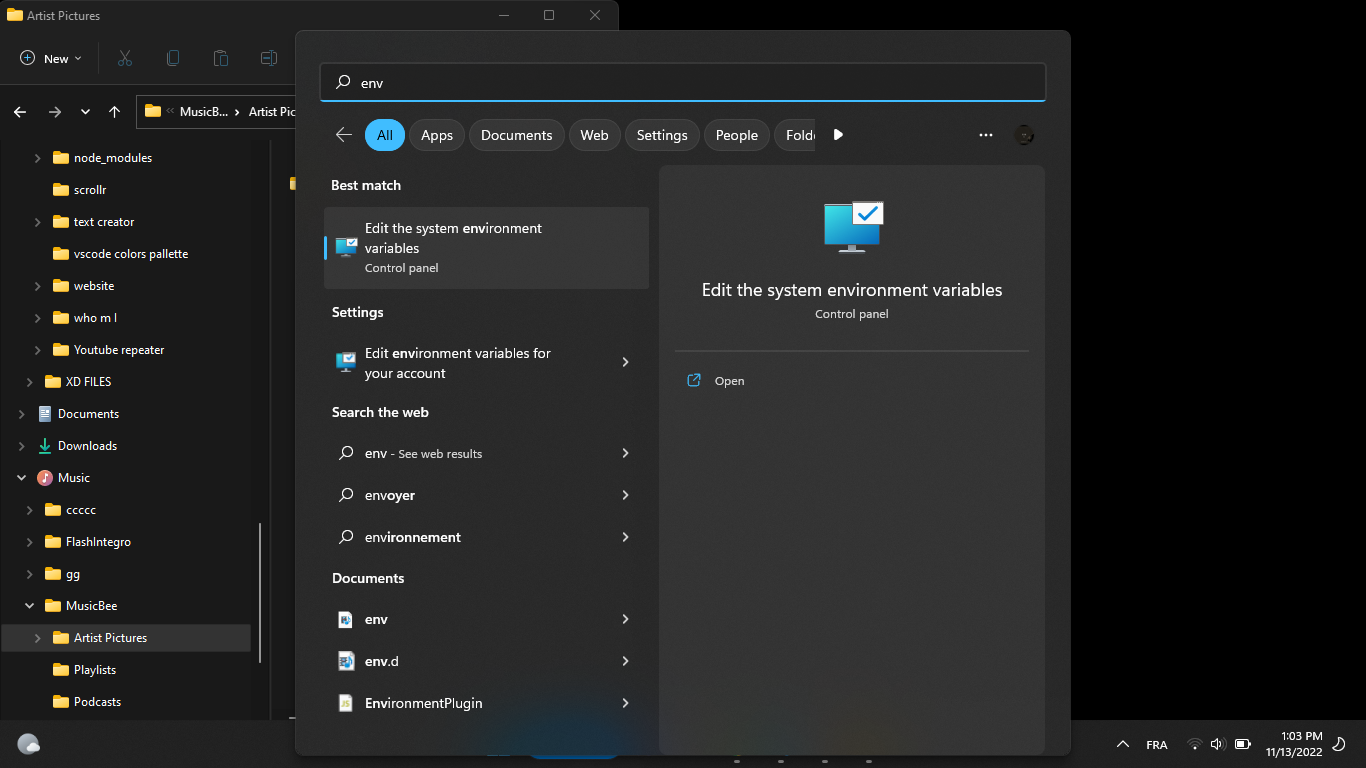 Artist Pictures
New
MusicB... Artist Pic
node_modules
scrollr
text creator
vscode colors pallette
website
who m I
Youtube repeater
XD FILES
Documents
Downloads
Music
ccccc
FlashIntegro
gg
MusicBee
Artist Pictures
Playlists
Podcasts
env
All Apps Documents Web Settings People Folde
Best match
Edit the system environment
variables
Control panel
Settings
Edit environment variables for
your account
Search the web
env - See web results
envoyer
environnement
Documents
env
env.d
EnvironmentPlugin
Edit the system environment variables
Control panel
Open
FRA
1:03 PM
11/13/2022